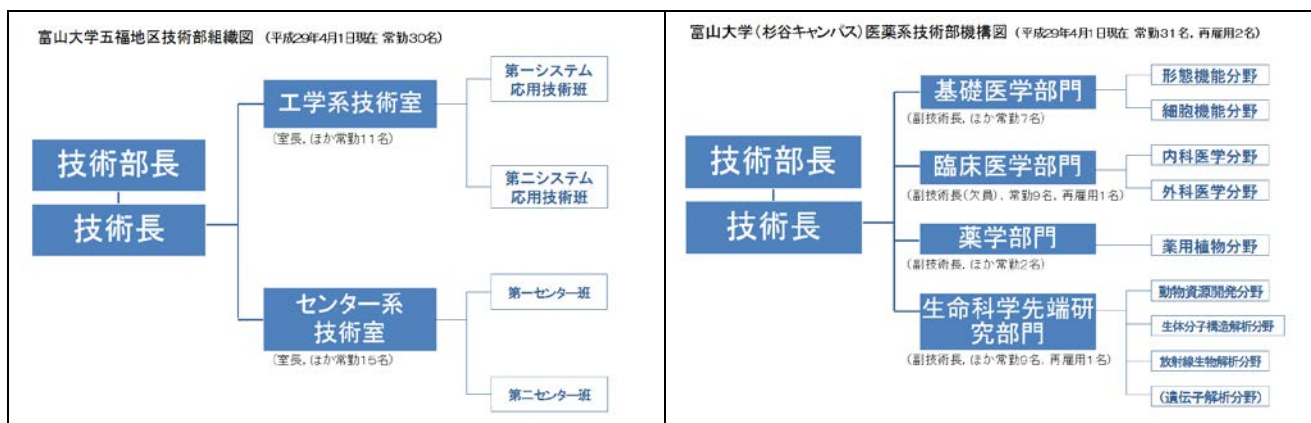 富山大学五福地区技術部組織図 (平成29年4月1日現在 常勤30名)
技術部長
技術長
工学系技術室
(室長, ほか常勤11名)
第一システム
応用技術班
第二システム
応用技術班
センター系
技術室
(室長, ほか常勤15名)
第一センター班
第二センター班
富山大学(杉谷キャンパス)医薬系技術部機構図 (平成29年4月1日現在 常勤31名, 再雇用2名)
技術部長
技術長
基礎医学部門
(副技術長, ほか常勤7名)
形態機能分野
細胞機能分野
臨床医学部門
(副技術長(欠員), 常勤9名, 再雇用1名)
内科医学分野
外科医学分野
薬学部門
(副技術長, ほか常勤2名)
薬用植物分野
生命科学先端研
究部門
(副技術長, ほか常勤9名, 再雇用1名)
動物資源開発分野
生体分子構造解析分野
放射線生物解析分野
(遺伝子解析分野)